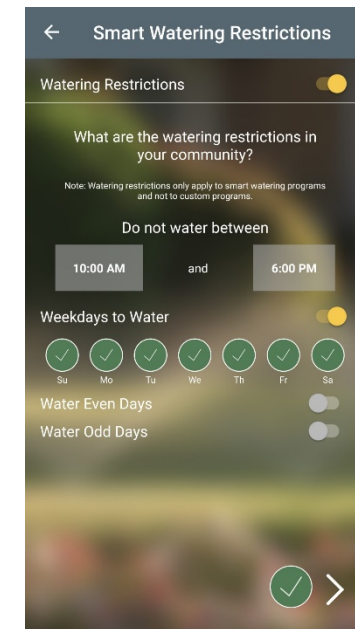 Smart Watering Restrictions
Watering Restrictions
What are the watering restrictions in
your community?
Note: Watering restrictions only apply to smart watering programs
and not to custom programs.
Do not water between
10:00 AM and 6:00 PM
Weekdays to Water
Su Mo Tu We Th Fr Sa
Water Even Days
Water Odd Days